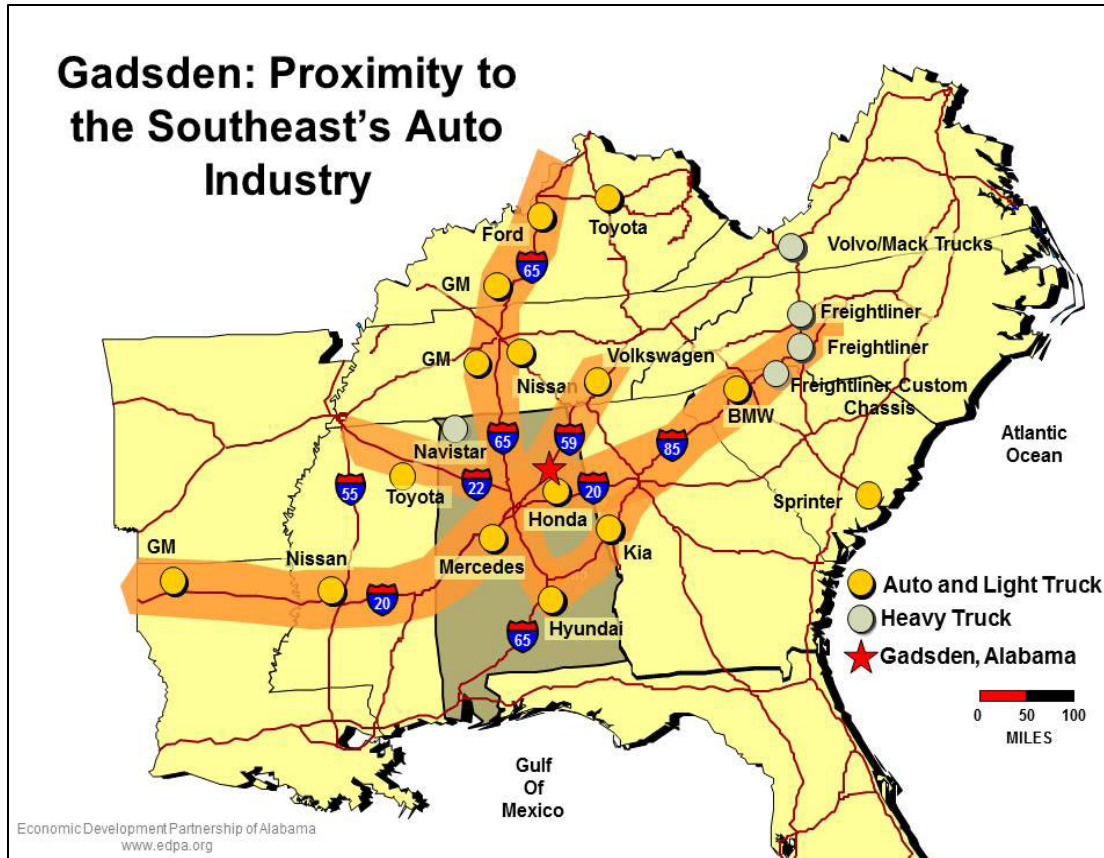 Gadsden: Proximity to
the Southeast's Auto
Industry
Ford
Toyota
65
Volvo/Mack Trucks
GM
Freightliner
GM
Nissan
Volkswagen
Freightliner
Freightliner Custom
Chassis
BMW
Navistar
65
59
85
Atlantic
Ocean
Toyota
22
20
55
Honda
Sprinter
GM
Nissan
Mercedes
Kia
20
Hyundai
65
Auto and Light Truck
Heavy Truck
Gadsden, Alabama
0 50 100
MILES
Gulf
Of
Mexico
Economic Development Partnership of Alabama
www.edpa.org